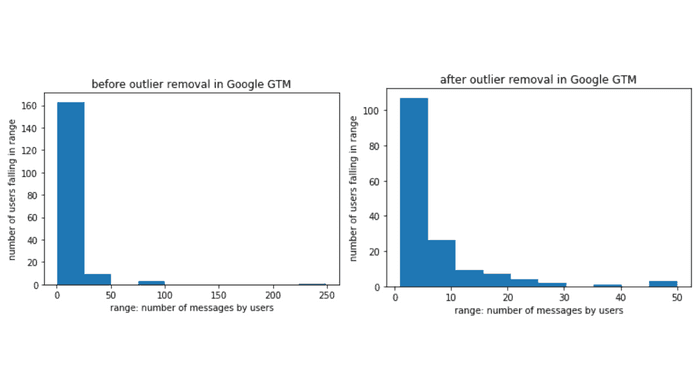 before outlier removal in Google GTM
number of users falling in range
160
140
120
100
80
60
40
20
0
0 50 100 150 200 250
range: number of messages by users
after outlier removal in Google GTM
number of users falling in range
100
80
60
40
20
0
0 10 20 30 40 50
range: number of messages by users